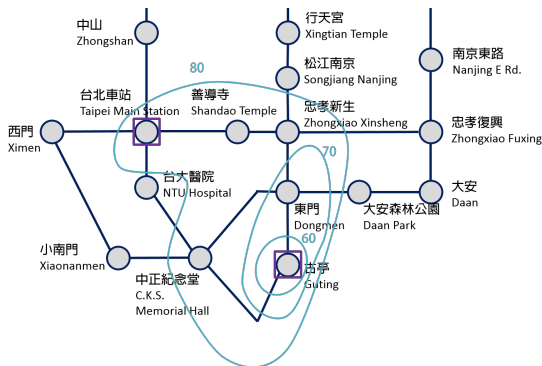 中山
Zhongshan
行天宮
Xingtian Temple
松江南京
Songjiang Nanjing
南京東路
Nanjing E Rd.
80
台北車站
Taipei Main Station
善導寺
Shandao Temple
忠孝新生
Zhongxiao Xinsheng
忠孝復興
Zhongxiao Fuxing
西門
Ximen
70
台大醫院
NTU Hospital
東門
Dongmen
大安森林公園
Daan Park
大安
Daan
60
小南門
Xiaonanmen
中正紀念堂
C.K.S.
Memorial Hall
古亭
Guting